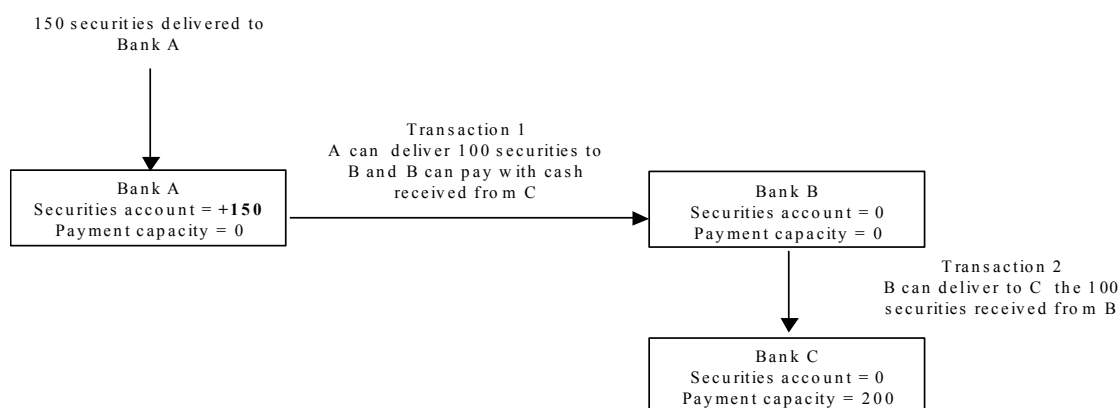 150 securities delivered to
Bank A
Transaction 1
A can deliver 100 securities to
B and B can pay with cash
received from C
Bank A
Securities account = +150
Payment capacity = 0
Bank B
Securities account = 0
Payment capacity = 0
Transaction 2
B can deliver to C the 100
securities received from B
Bank C
Securities account = 0
Payment capacity = 200